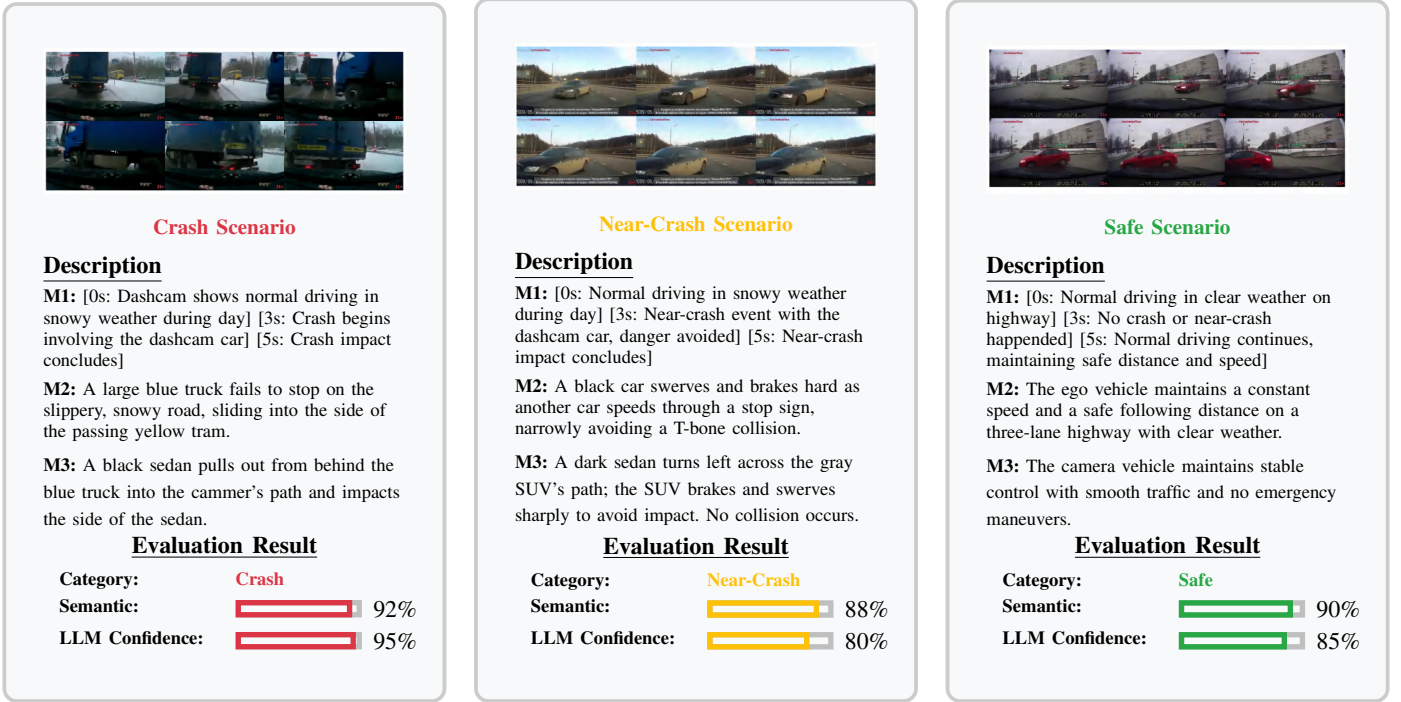 Crash Scenario
Description
M1: [0s: Dashcam shows normal driving in
snowy weather during day] [3s: Crash begins
involving the dashcam car] [5s: Crash impact
concludes]
M2: A large blue truck fails to stop on the
slippery, snowy road, sliding into the side of
the passing yellow tram.
M3: A black sedan pulls out from behind the
blue truck into the cammer's path and impacts
the side of the sedan.
Evaluation Result
Category: Crash
Semantic: 92%
LLM Confidence: 95%
Near-Crash Scenario
Description
M1: [0s: Normal driving in snowy weather
during day] [3s: Near-crash event with the
dashcam car, danger avoided] [5s: Near-crash
impact concludes]
M2: A black car swerves and brakes hard as
another car speeds through a stop sign,
narrowly avoiding a T-bone collision.
M3: A dark sedan turns left across the gray
SUV's path; the SUV brakes and swerves
sharply to avoid impact. No collision occurs.
Evaluation Result
Category: Near-Crash
Semantic: 88%
LLM Confidence: 80%
Safe Scenario
Description
M1: [0s: Normal driving in clear weather on
highway] [3s: No crash or near-crash
happended] [5s: Normal driving continues,
maintaining safe distance and speed]
M2: The ego vehicle maintains a constant
speed and a safe following distance on a
three-lane highway with clear weather.
M3: The camera vehicle maintains stable
control with smooth traffic and no emergency
maneuvers.
Evaluation Result
Category: Safe
Semantic: 90%
LLM Confidence: 85%